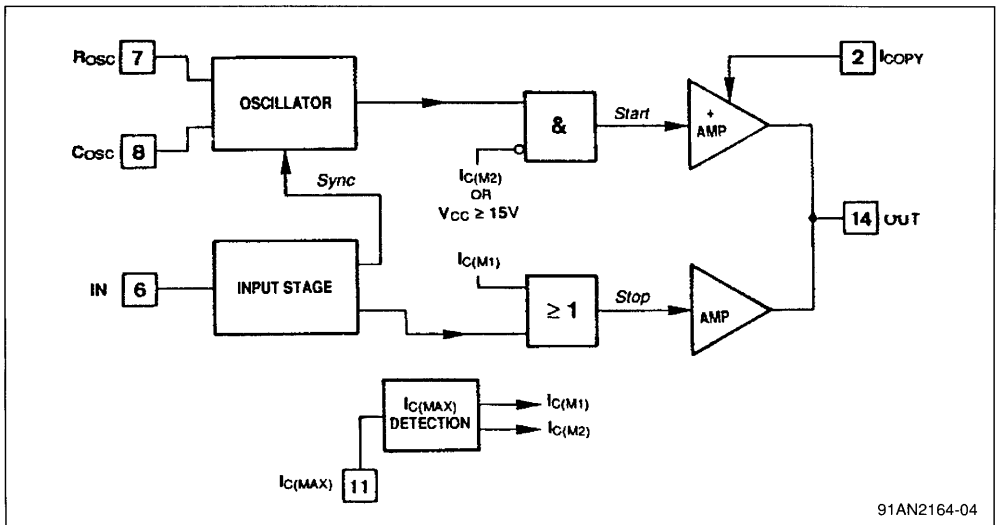 ROSC 7
2 ICOPY
OSCILLATOR
+
AMP
&
Start
COSC 8
IC(M2)
OR
VCC ≥ 15V
Sync
14 OUT
IC(M1)
IN 6
INPUT STAGE
≥ 1
Stop
AMP
IC(MAX)
DETECTION
IC(M1)
IC(M2)
IC(MAX) 11
91AN2164-04